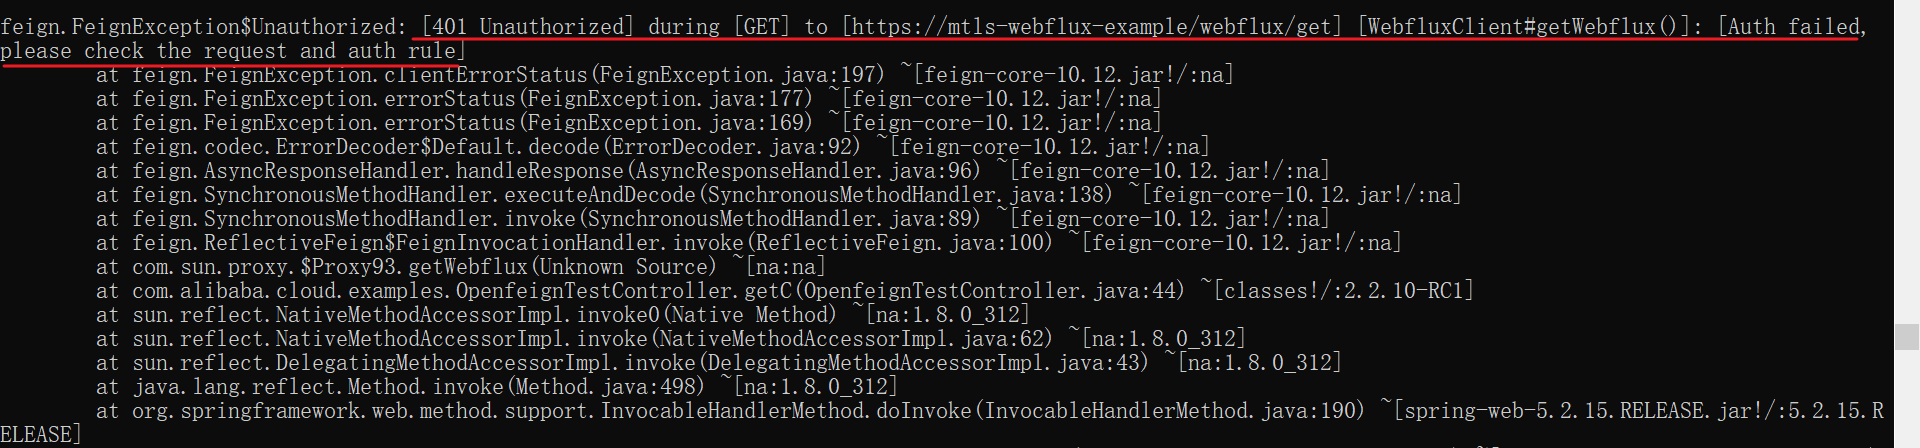 feign.FeignException$Unauthorized: [401 Unauthorized] during [GET] to [https://mtls-webflux-example/webflux/get] [WebfluxClient#getWebflux()]: [Auth failed,
please check the request and auth rule]
at feign.FeignException.clientErrorStatus(FeignException.java:197) ~[feign-core-10.12.jar!/:na]
at feign.FeignException.errorStatus(FeignException.java:177) ~[feign-core-10.12.jar!/:na]
at feign.FeignException.errorStatus(FeignException.java:169) ~[feign-core-10.12.jar!/:na]
at feign.codec.ErrorDecoder$Default.decode(ErrorDecoder.java:92) ~[feign-core-10.12.jar!/:na]
at feign.AsyncResponseHandler.handleResponse(AsyncResponseHandler.java:96) ~[feign-core-10.12.jar!/:na]
at feign.SynchronousMethodHandler.executeAndDecode(SynchronousMethodHandler.java:138) ~[feign-core-10.12.jar!/:na]
at feign.SynchronousMethodHandler.invoke(SynchronousMethodHandler.java:89) ~[feign-core-10.12.jar!/:na]
at feign.ReflectiveFeign$FeignInvocationHandler.invoke(ReflectiveFeign.java:100) ~[feign-core-10.12.jar!/:na]
at com.sun.proxy.$Proxy93.getWebflux(Unknown Source) ~[na:na]
at com.alibaba.cloud.examples.OpenfeignTestController.getC(OpenfeignTestController.java:44) ~[classes!/:2.2.10-RC1]
at sun.reflect.NativeMethodAccessorImpl.invoke0(Native Method) ~[na:1.8.0_312]
at sun.reflect.NativeMethodAccessorImpl.invoke(NativeMethodAccessorImpl.java:62) ~[na:1.8.0_312]
at sun.reflect.DelegatingMethodAccessorImpl.invoke(DelegatingMethodAccessorImpl.java:43) ~[na:1.8.0_312]
at java.lang.reflect.Method.invoke(Method.java:498) ~[na:1.8.0_312]
at org.springframework.web.method.support.InvocableHandlerMethod.doInvoke(InvocableHandlerMethod.java:190) ~[spring-web-5.2.15.RELEASE.jar!/:5.2.15.R
ELEASE]